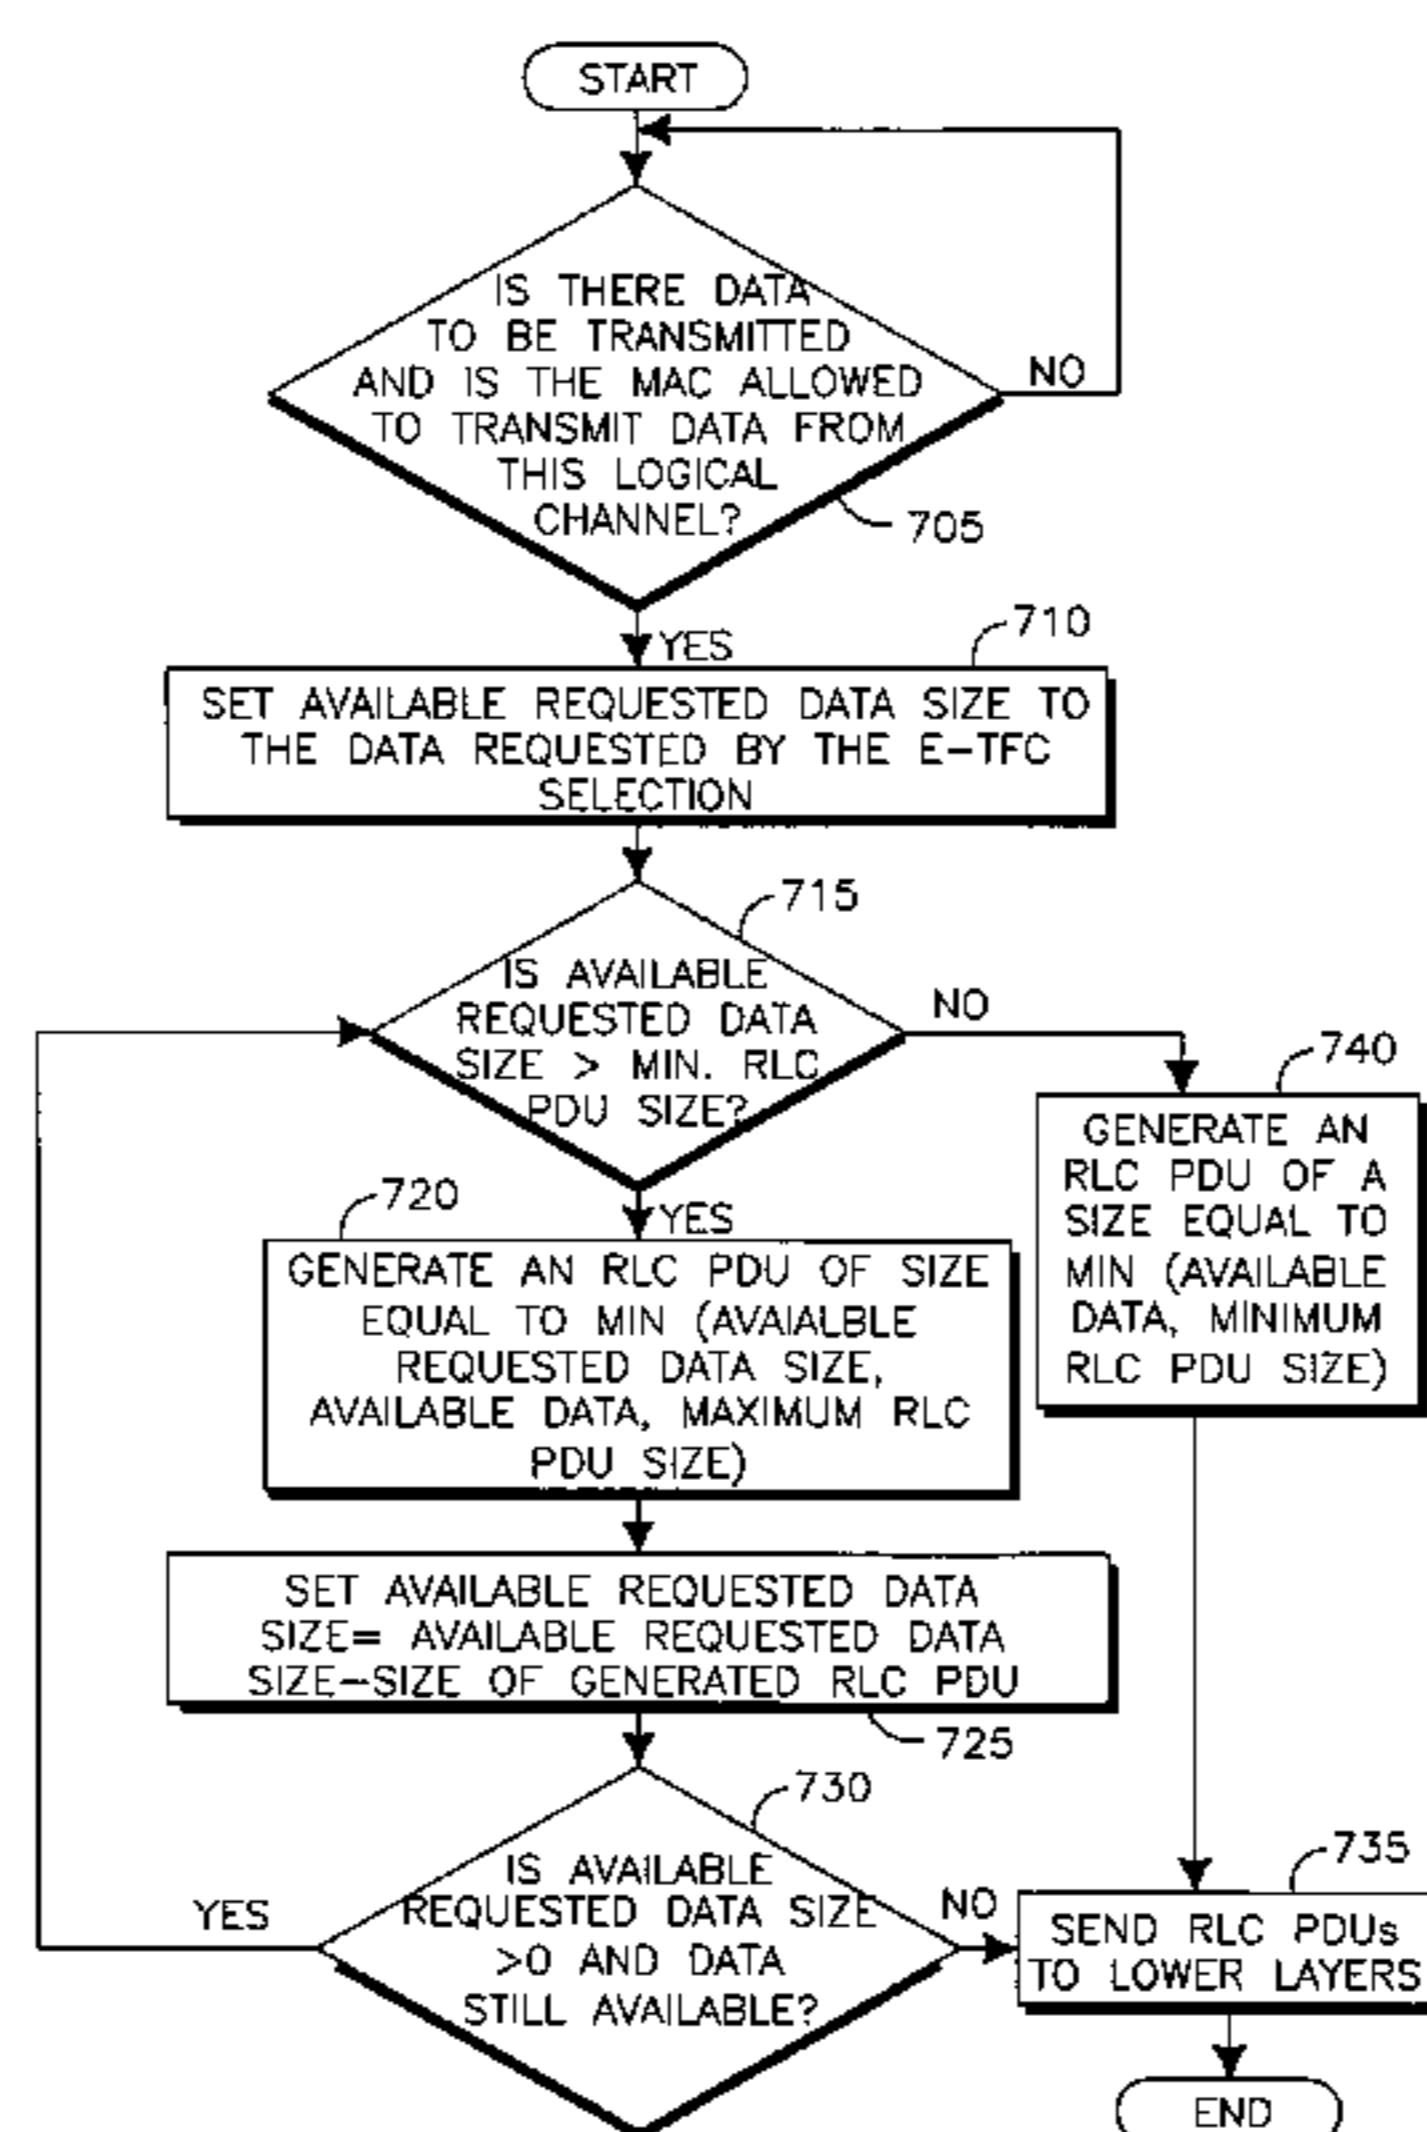 START
IS THERE DATA
TO BE TRANSMITTED
AND IS THE MAC ALLOWED
TO TRANSMIT DATA FROM
THIS LOGICAL
CHANNEL?
NO
705
YES
710
SET AVAILABLE REQUESTED DATA SIZE TO
THE DATA REQUESTED BY THE E-TFC
SELECTION
715
IS AVAILABLE
REQUESTED DATA
SIZE > MIN. RLC
PDU SIZE?
NO
740
GENERATE AN
RLC PDU OF A
SIZE EQUAL TO
MIN (AVAILABLE
DATA, MINIMUM
RLC PDU SIZE)
720
YES
GENERATE AN RLC PDU OF SIZE
EQUAL TO MIN (AVAIALBLE
REQUESTED DATA SIZE,
AVAILABLE DATA, MAXIMUM RLC
PDU SIZE)
SET AVAILABLE REQUESTED DATA
SIZE= AVAILABLE REQUESTED DATA
SIZE-SIZE OF GENERATED RLC PDU
725
730
IS AVAILABLE
REQUESTED DATA SIZE
>0 AND DATA
STILL AVAILABLE?
YES
NO
735
SEND RLC PDUs
TO LOWER LAYERS
END